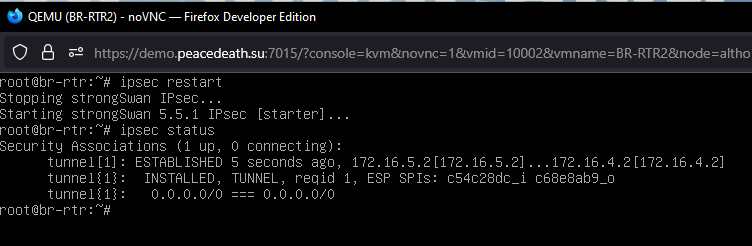 QEMU (BR-RTR2) - noVNC — Firefox Developer Edition
https://demo.peacedeath.su:7015/?console=kvm&novnc=1&vmid=10002&vmname=BR-RTR2&node=altho
root@br-rtr:~# ipsec restart
Stopping strongSwan IPsec...
Starting strongSwan 5.5.1 IPsec [starter]...
root@br-rtr:~# ipsec status
Security Associations (1 up, 0 connecting):
      tunnel[1]: ESTABLISHED 5 seconds ago, 172.16.5.2[172.16.5.2]...172.16.4.2[172.16.4.2]
      tunnel{1}:  INSTALLED, TUNNEL, reqid 1, ESP SPIs: c54c28dc_i c68e8ab9_o
      tunnel{1}:   0.0.0.0/0 === 0.0.0.0/0
root@br-rtr:~#